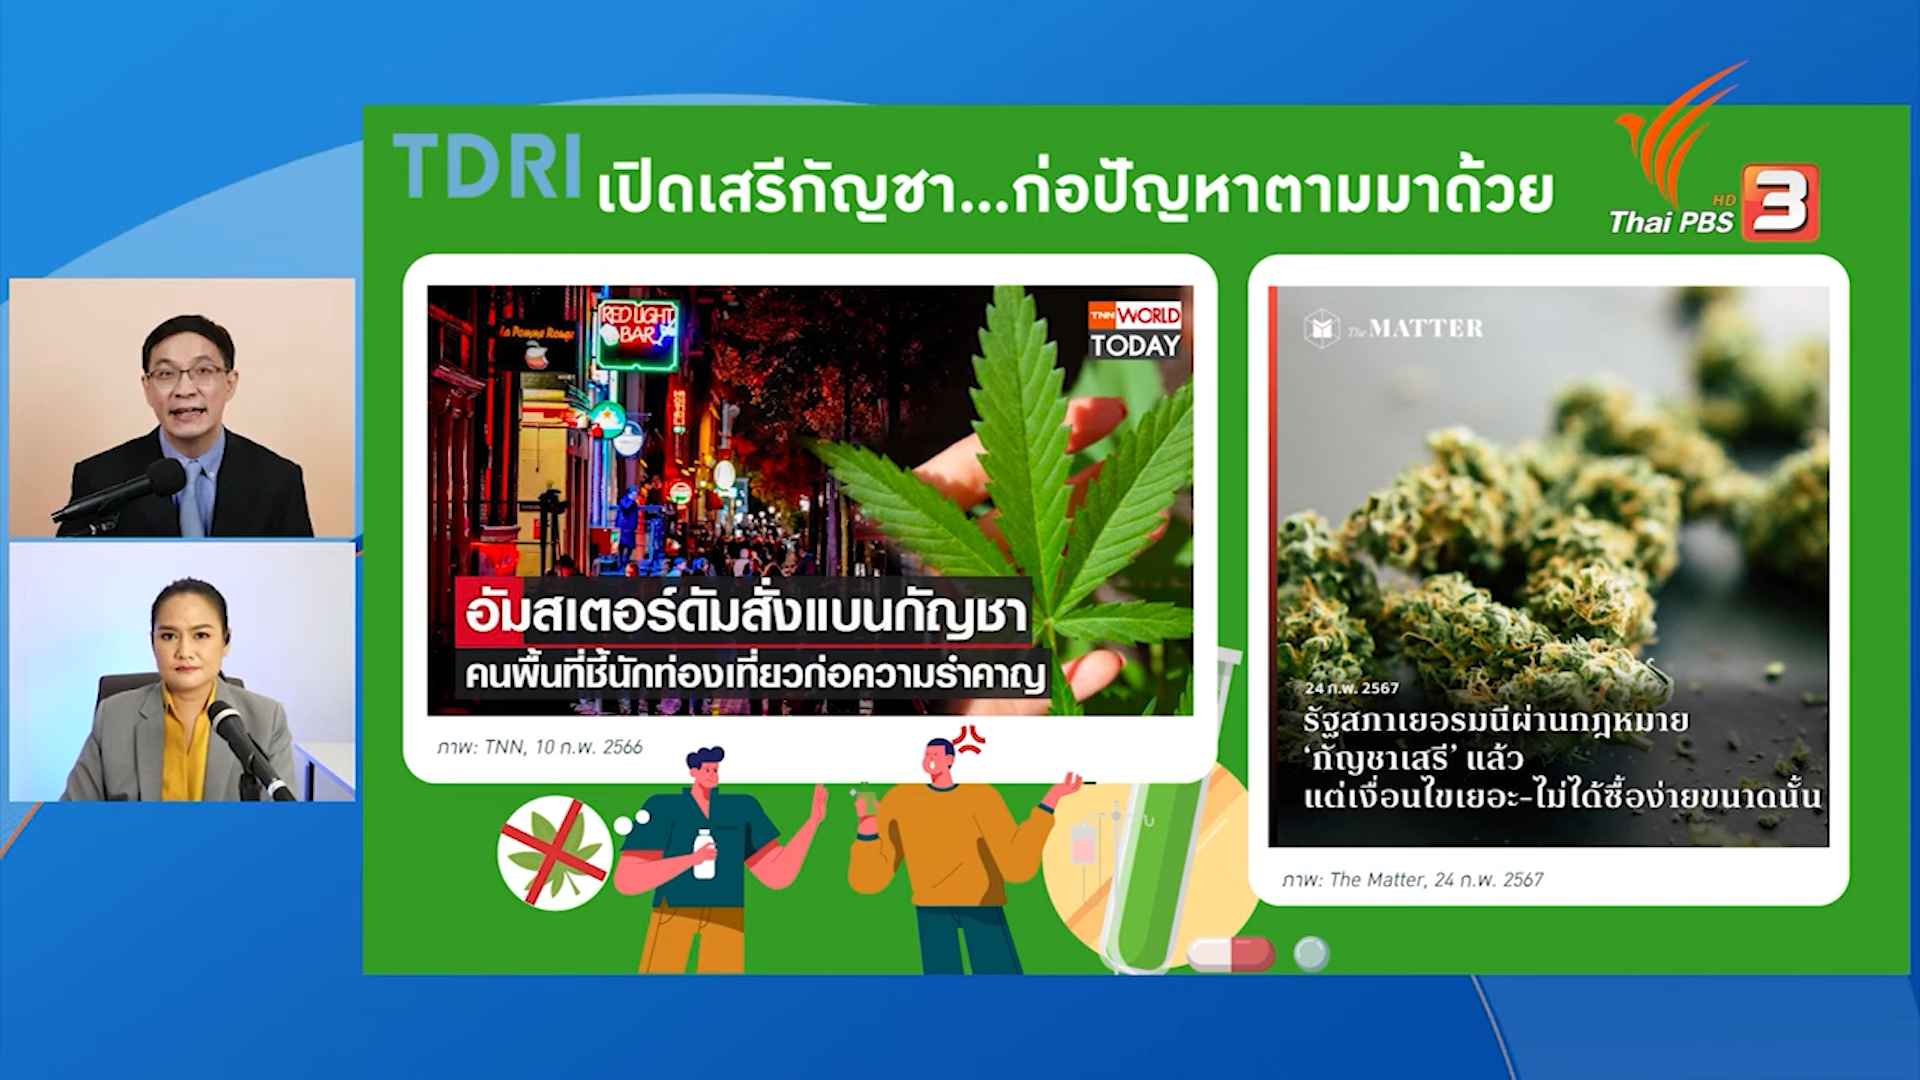 TDRI เปิดเสรีกัญชา...ก่อปัญหาตามมาด้วย
HD
Thai PBS 3
la Pomme Rouge
RED LIGHT
BAR
TNN WORLD
TODAY
อัมสเตอร์ดัมสั่งแบนกัญชา
คนพื้นที่ชี้นักท่องเที่ยวก่อความรำคาญ
ภาพ: TNN, 10 ก.พ. 2566
The MATTER
24 ก.พ. 2567
รัฐสภาเยอรมนีผ่านกฎหมาย
‘กัญชาเสรี’ แล้ว
แต่เงื่อนไขเยอะ-ไม่ได้ซื้อง่ายขนาดนั้น
ภาพ: The Matter, 24 ก.พ. 2567